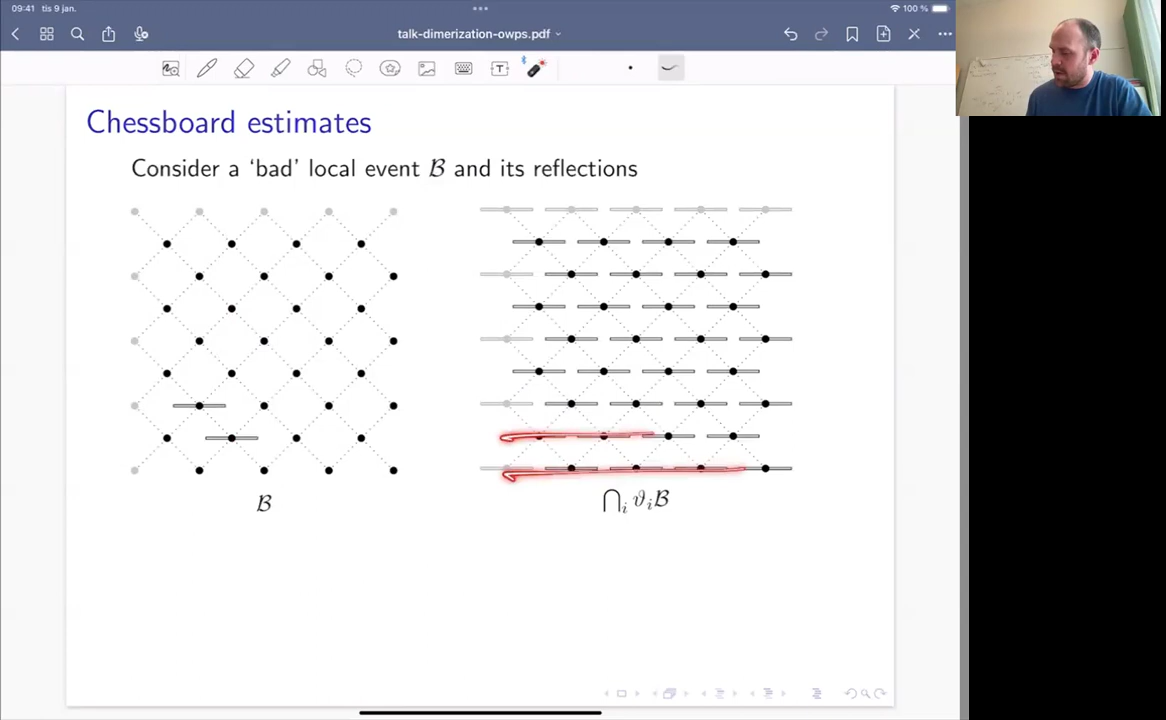 09:41 tis 9 jan.
100 %
talk-dimerization-owps.pdf
T
Chessboard estimates
Consider a ‘bad’ local event ℬ and its reflections
ℬ
⋂ᵢ ϑᵢℬ